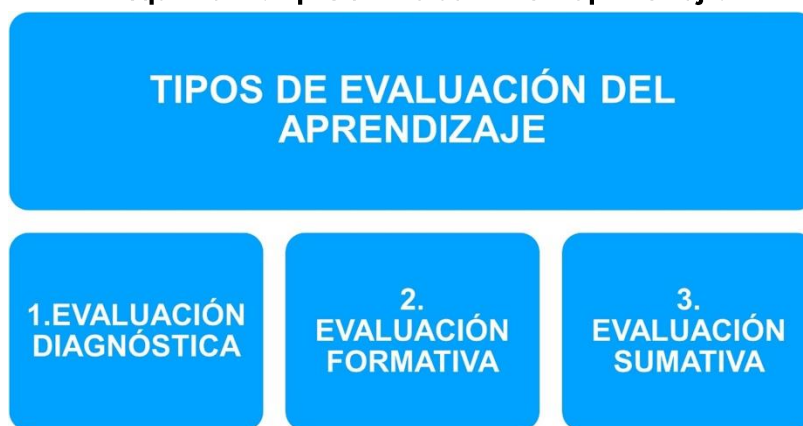 TIPOS DE EVALUACIÓN DEL
APRENDIZAJE
1.EVALUACIÓN
DIAGNÓSTICA
2.
EVALUACIÓN
FORMATIVA
3.
EVALUACIÓN
SUMATIVA